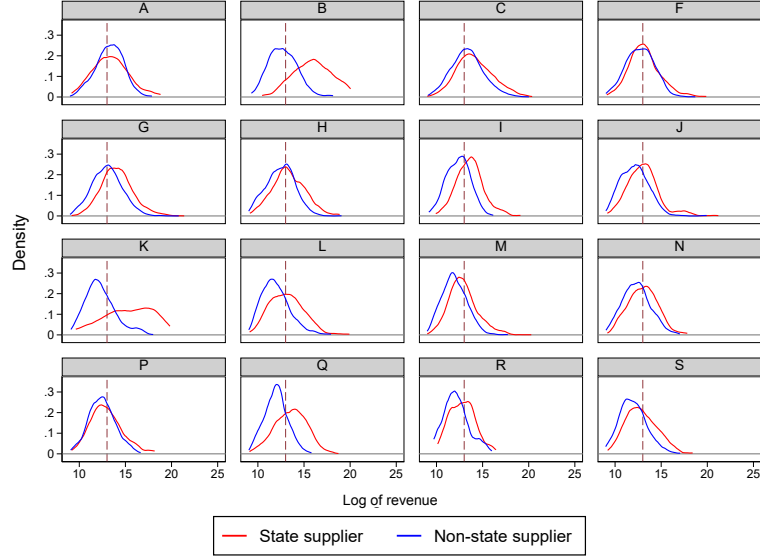 A B C F
.3
.2
.1
0
G H I J
.3
.2
.1
0
K L M N
.3
.2
.1
0
P Q R S
.3
.2
.1
0
10 15 20 25 10 15 20 25 10 15 20 25 10 15 20 25
Density
Log of revenue
State supplier Non-state supplier